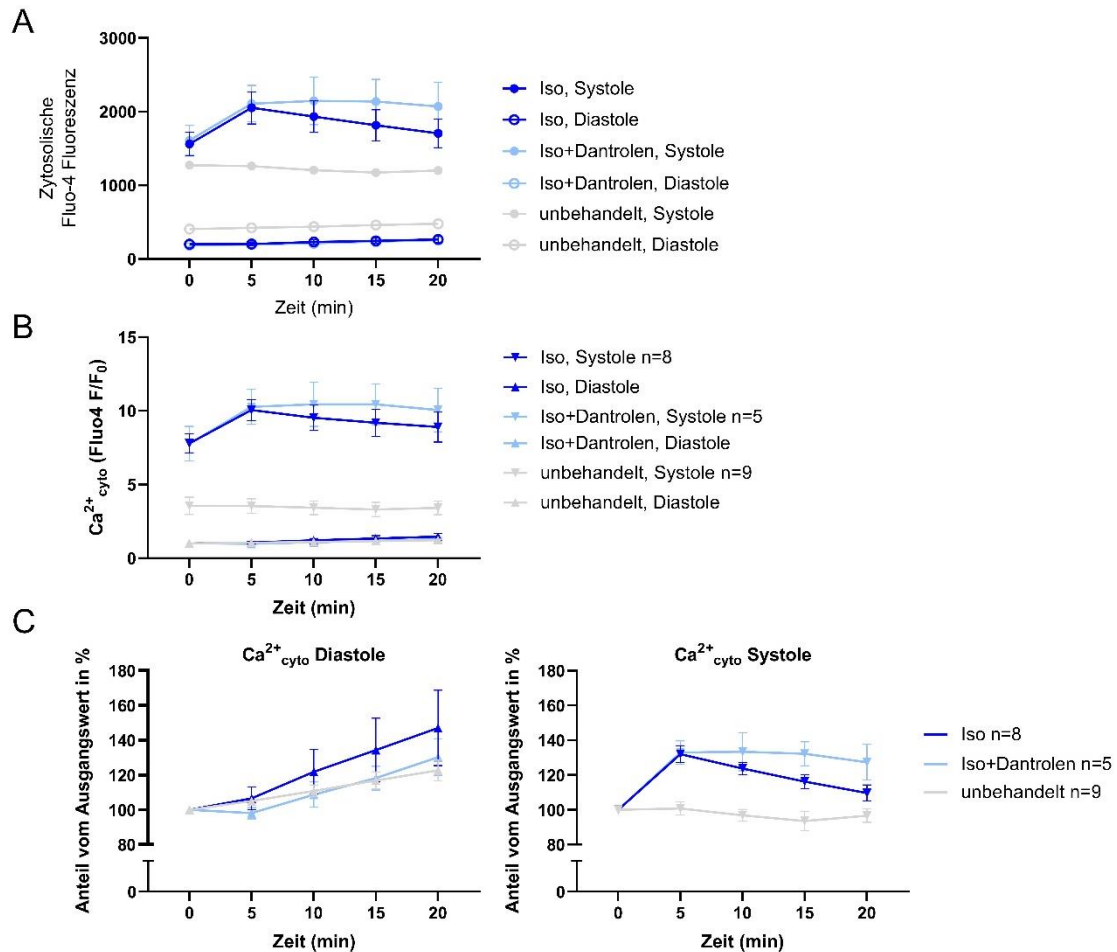 A
Zytosolische
Fluo-4 Fluoreszenz
3000
2000
1000
0
0 5 10 15 20
Zeit (min)
Iso, Systole
Iso, Diastole
Iso+Dantrolen, Systole
Iso+Dantrolen, Diastole
unbehandelt, Systole
unbehandelt, Diastole
B
Ca²⁺cyto (Fluo4 F/F₀)
15
10
5
0
0 5 10 15 20
Zeit (min)
Iso, Systole n=8
Iso, Diastole
Iso+Dantrolen, Systole n=5
Iso+Dantrolen, Diastole
unbehandelt, Systole n=9
unbehandelt, Diastole
C
Ca²⁺cyto Diastole
Anteil vom Ausgangswert in %
180
160
140
120
100
80
0
0 5 10 15 20
Zeit (min)
Ca²⁺cyto Systole
Anteil vom Ausgangswert in %
180
160
140
120
100
80
0
0 5 10 15 20
Zeit (min)
Iso n=8
Iso+Dantrolen n=5
unbehandelt n=9